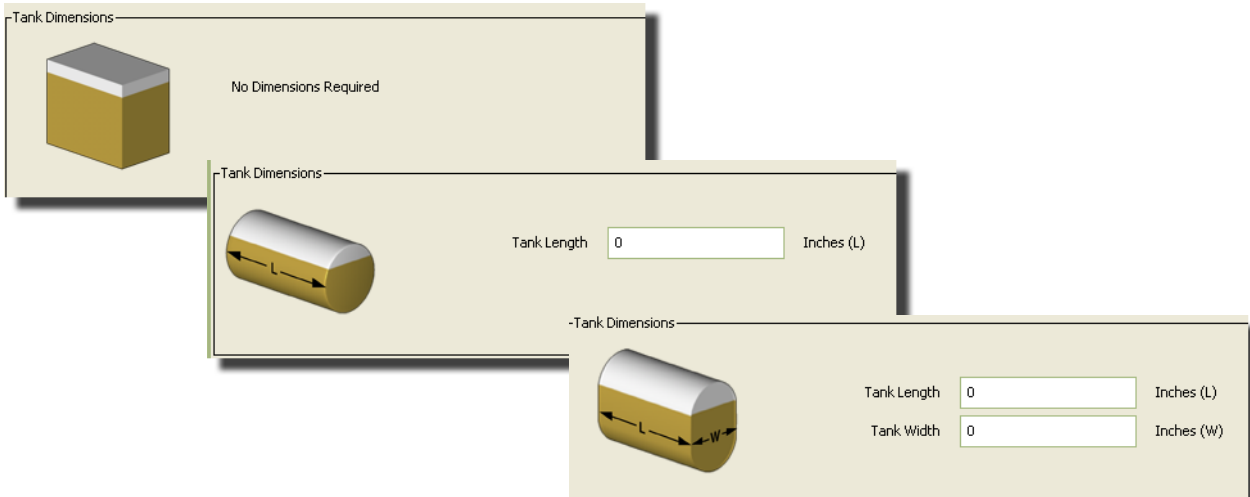 Tank Dimensions
No Dimensions Required
Tank Dimensions
Tank Length 0 Inches (L)
L
Tank Dimensions
Tank Length 0 Inches (L)
Tank Width 0 Inches (W)
L W